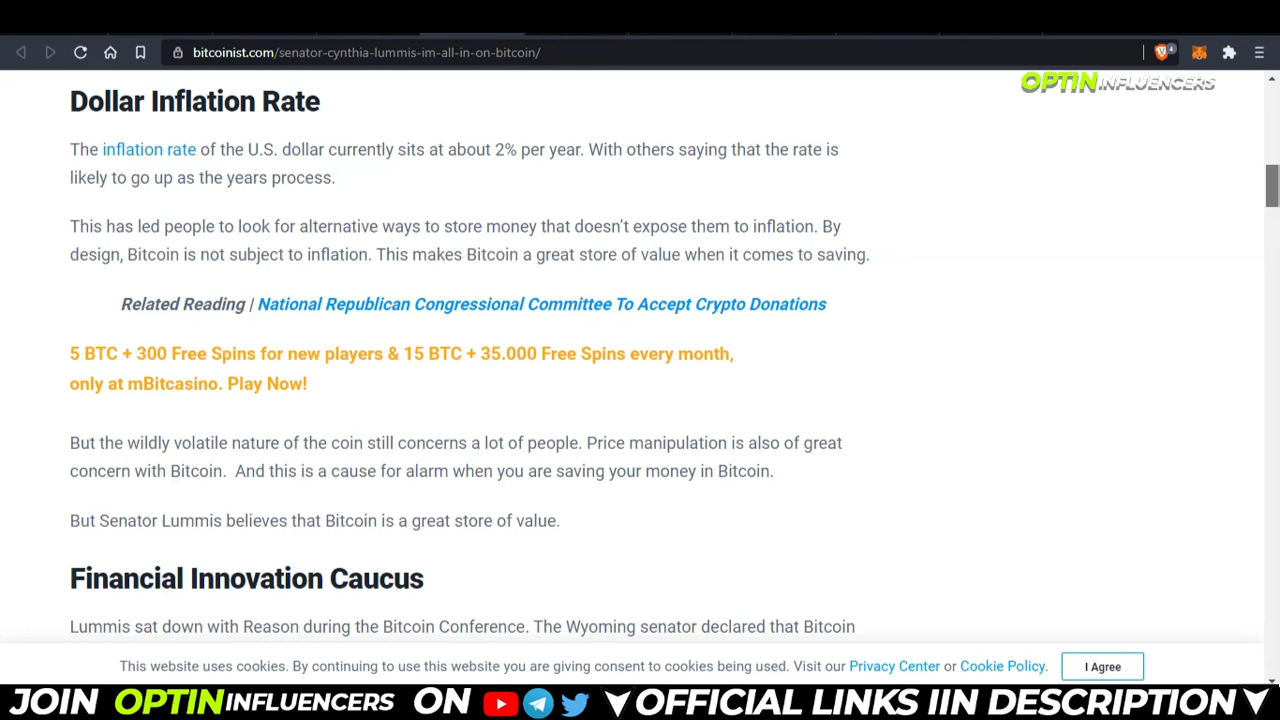 bitcoinist.com/senator-cynthia-lummis-im-all-in-on-bitcoin/
4
OPTIN INFLUENCERS
Dollar Inflation Rate
The inflation rate of the U.S. dollar currently sits at about 2% per year. With others saying that the rate is
likely to go up as the years process.
This has led people to look for alternative ways to store money that doesn’t expose them to inflation. By
design, Bitcoin is not subject to inflation. This makes Bitcoin a great store of value when it comes to saving.
Related Reading | National Republican Congressional Committee To Accept Crypto Donations
5 BTC + 300 Free Spins for new players & 15 BTC + 35.000 Free Spins every month,
only at mBitcasino. Play Now!
But the wildly volatile nature of the coin still concerns a lot of people. Price manipulation is also of great
concern with Bitcoin.  And this is a cause for alarm when you are saving your money in Bitcoin.
But Senator Lummis believes that Bitcoin is a great store of value.
Financial Innovation Caucus
Lummis sat down with Reason during the Bitcoin Conference. The Wyoming senator declared that Bitcoin
This website uses cookies. By continuing to use this website you are giving consent to cookies being used. Visit our Privacy Center or Cookie Policy. I Agree
JOIN OPTIN INFLUENCERS ON OFFICIAL LINKS IIN DESCRIPTION